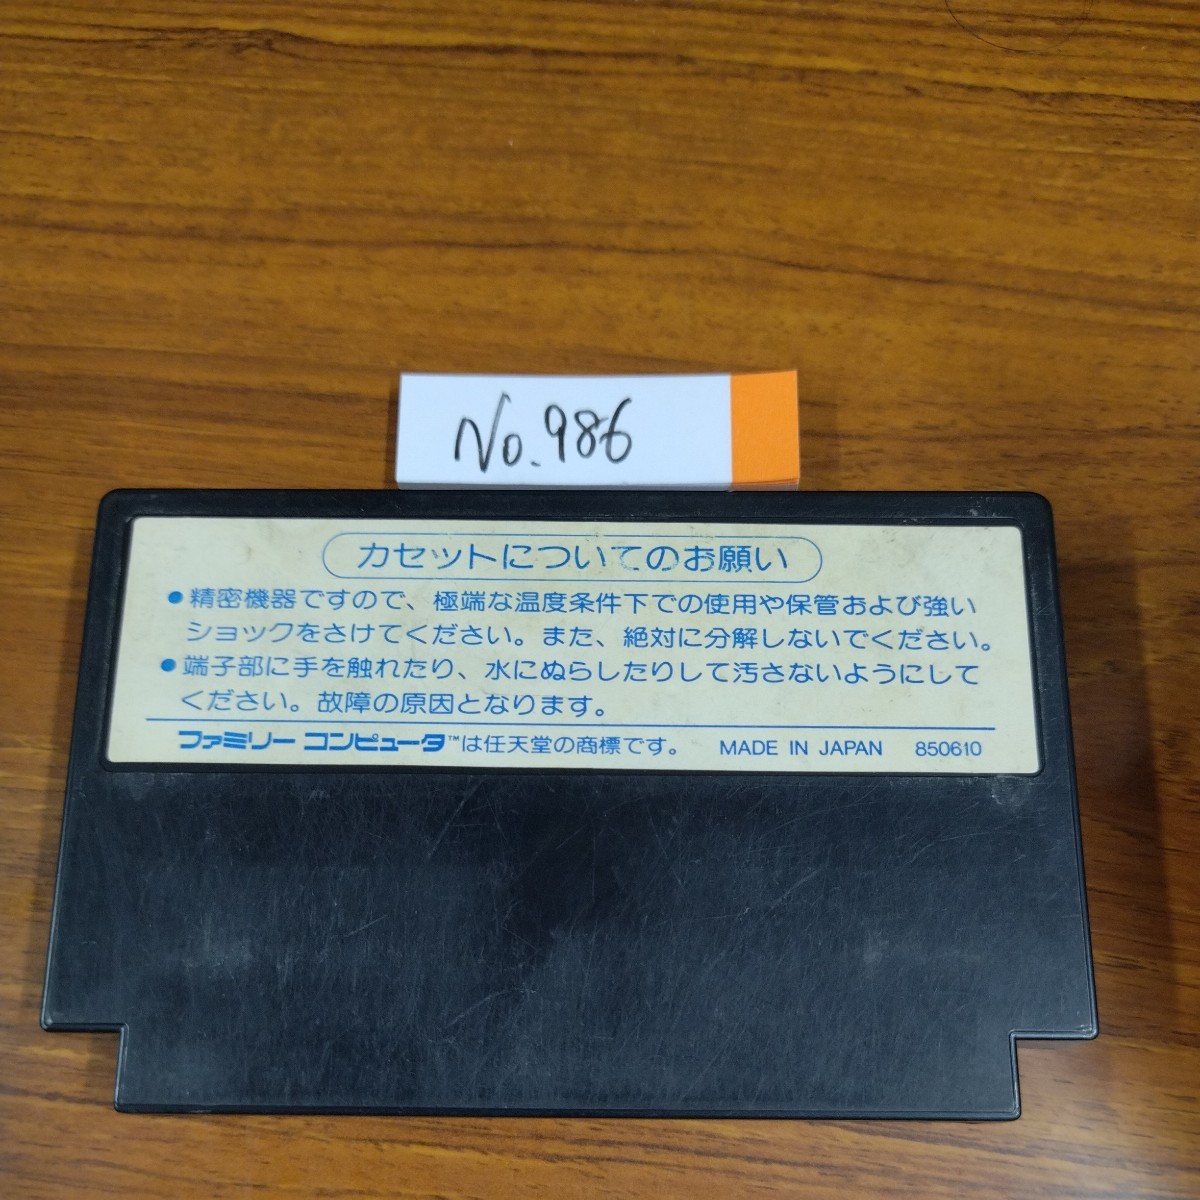 No.986
カセットについてのお願い
●精密機器ですので、極端な温度条件下での使用や保管および強い
ショックをさけてください。また、絶対に分解しないでください。
●端子部に手を触れたり、水にぬらしたりして汚さないようにして
ください。故障の原因となります。
ファミリー コンピュータ™は任天堂の商標です。 MADE IN JAPAN 850610